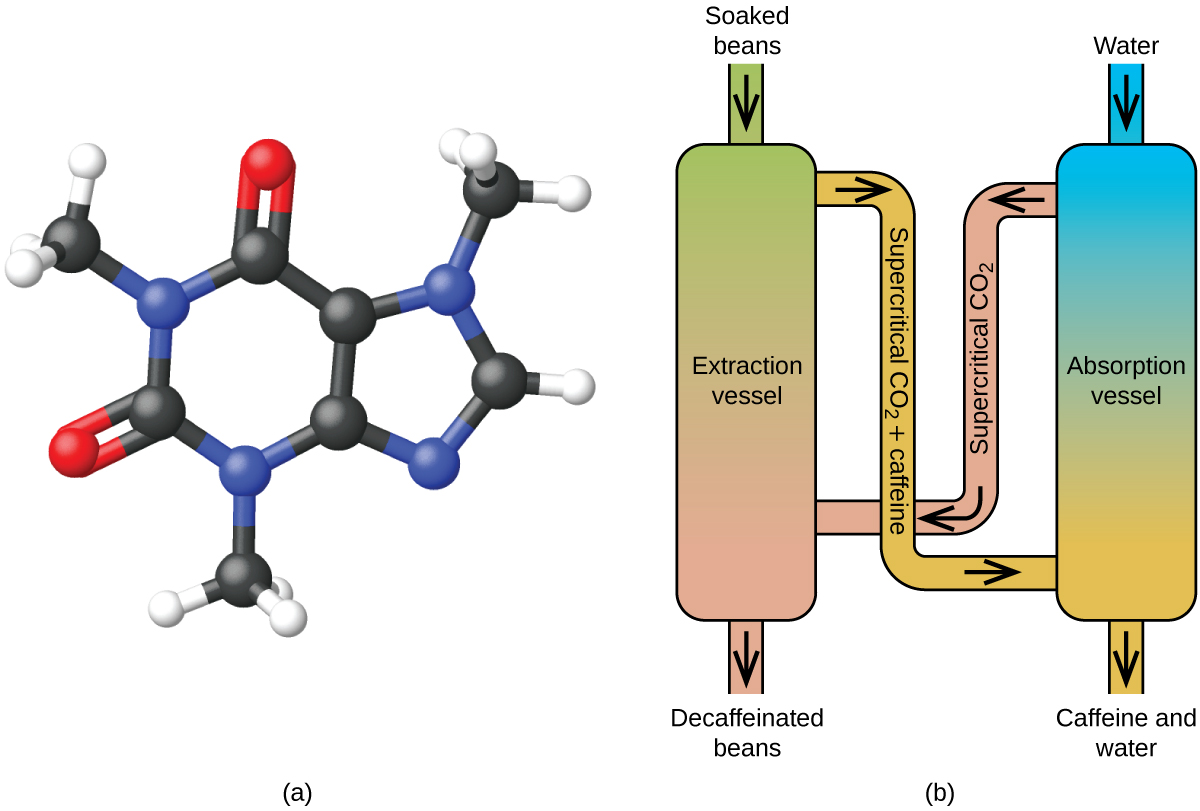 Soaked
beans
Water
Extraction
vessel
Supercritical CO₂ + caffeine
Supercritical CO₂
Absorption
vessel
Decaffeinated
beans
Caffeine and
water
(a)
(b)